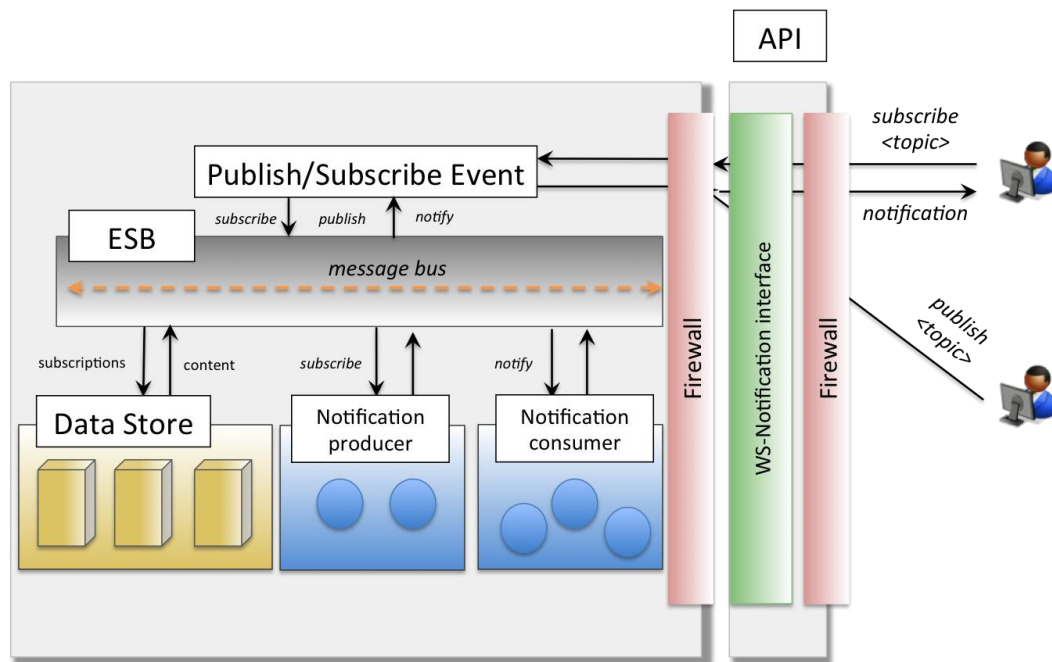 API
subscribe
<topic>
Publish/Subscribe Event
notification
subscribe
publish
notify
ESB
message bus
Firewall
WS-Notification interface
Firewall
publish
<topic>
subscriptions
content
subscribe
notify
Data Store
Notification
producer
Notification
consumer